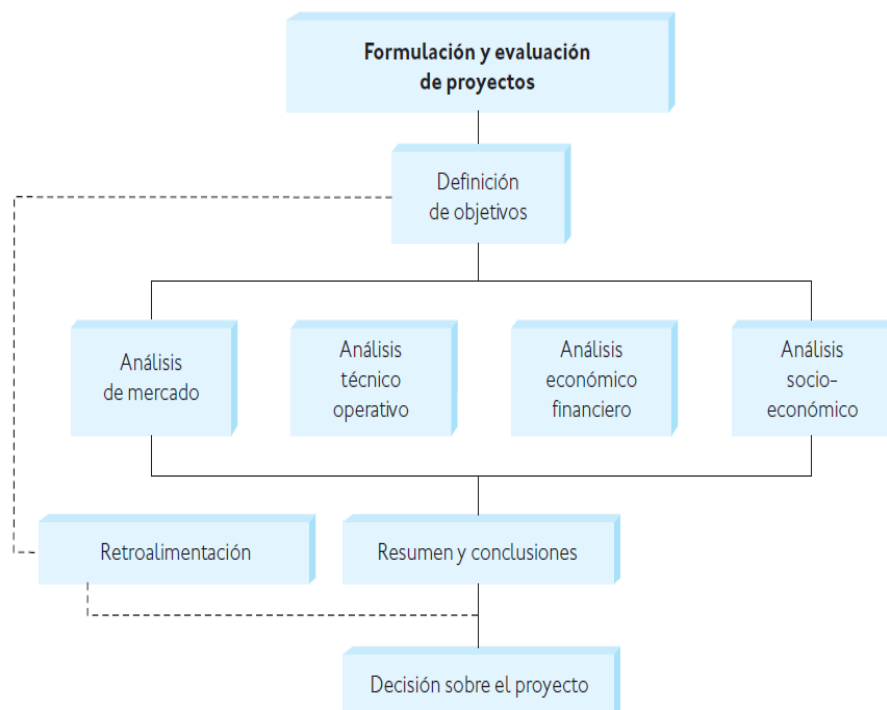 Formulación y evaluación
de proyectos
Definición
de objetivos
Análisis
de mercado
Análisis
técnico
operativo
Análisis
económico
financiero
Análisis
socio-
económico
Retroalimentación
Resumen y conclusiones
Decisión sobre el proyecto